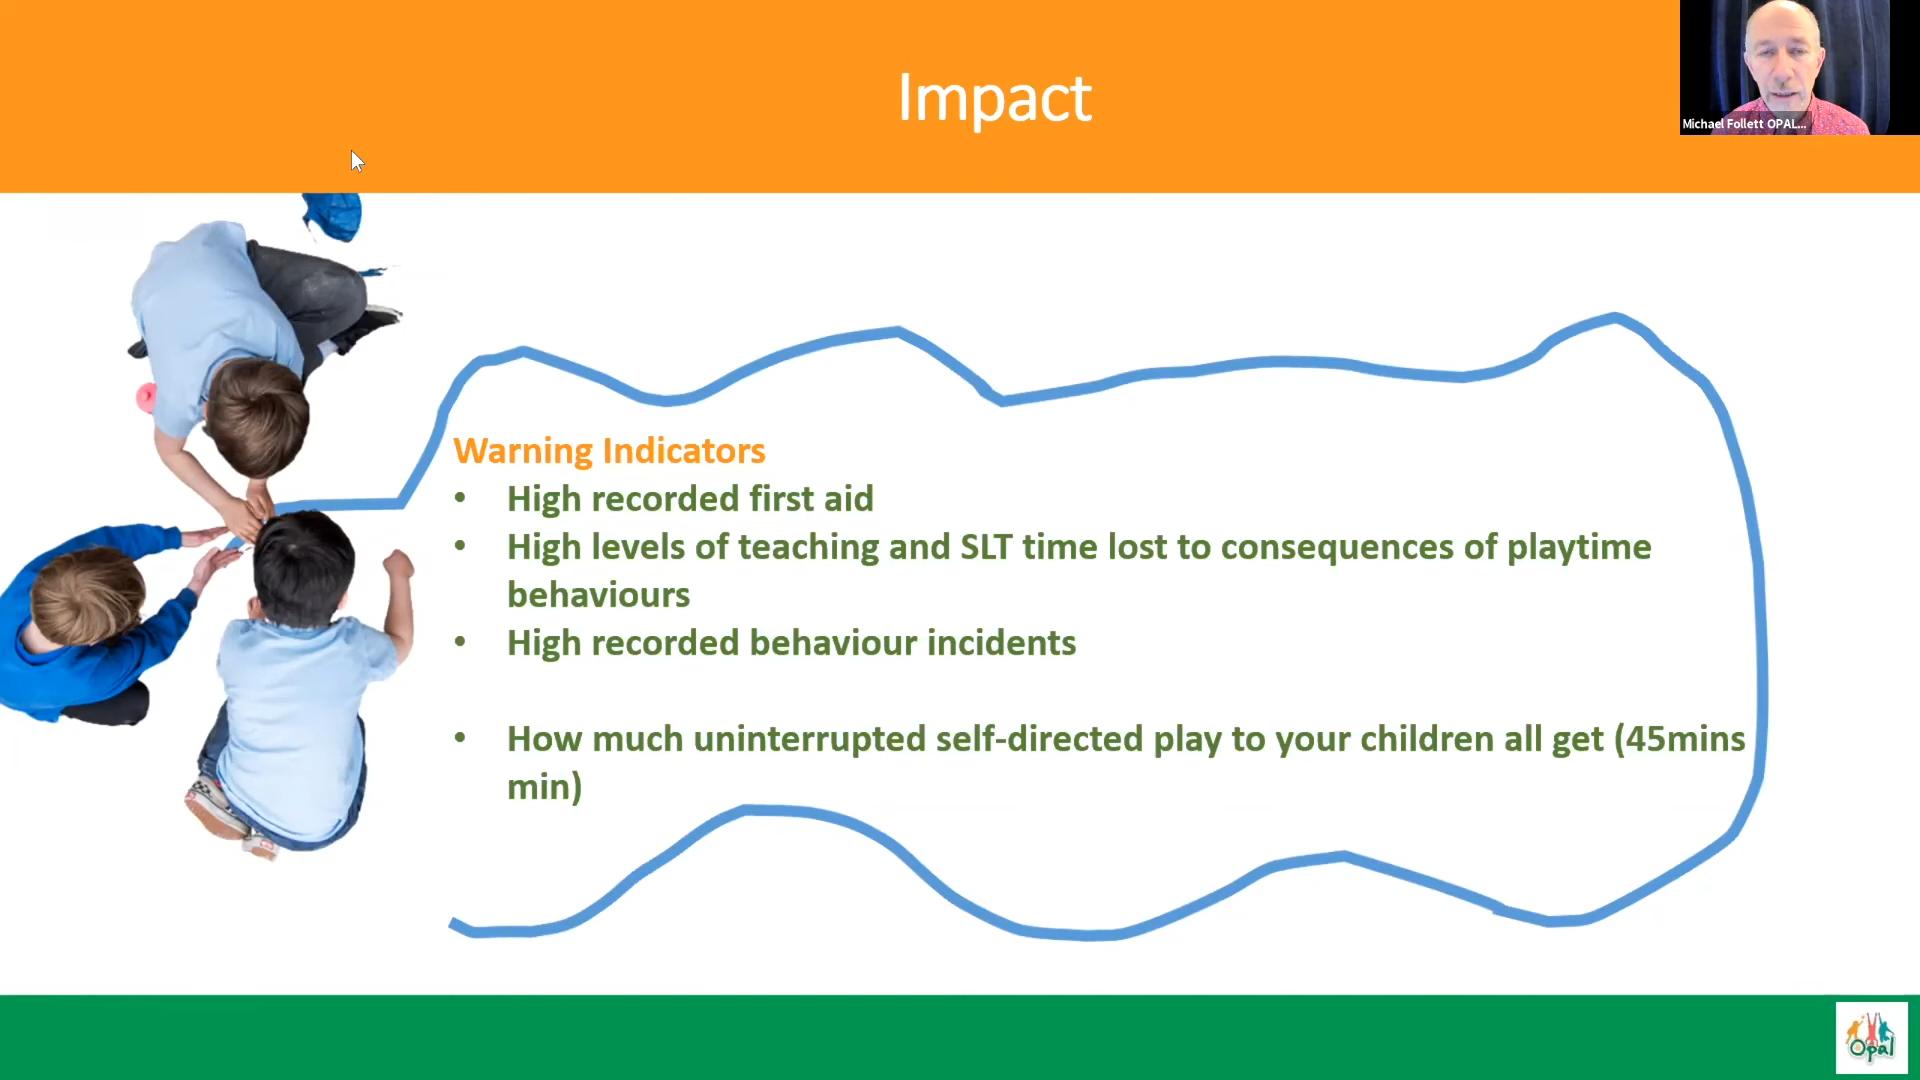 Impact
Michael Follett OPAL...
Warning Indicators
• High recorded first aid
• High levels of teaching and SLT time lost to consequences of playtime
behaviours
• High recorded behaviour incidents
• How much uninterrupted self-directed play to your children all get (45mins
min)
Opal